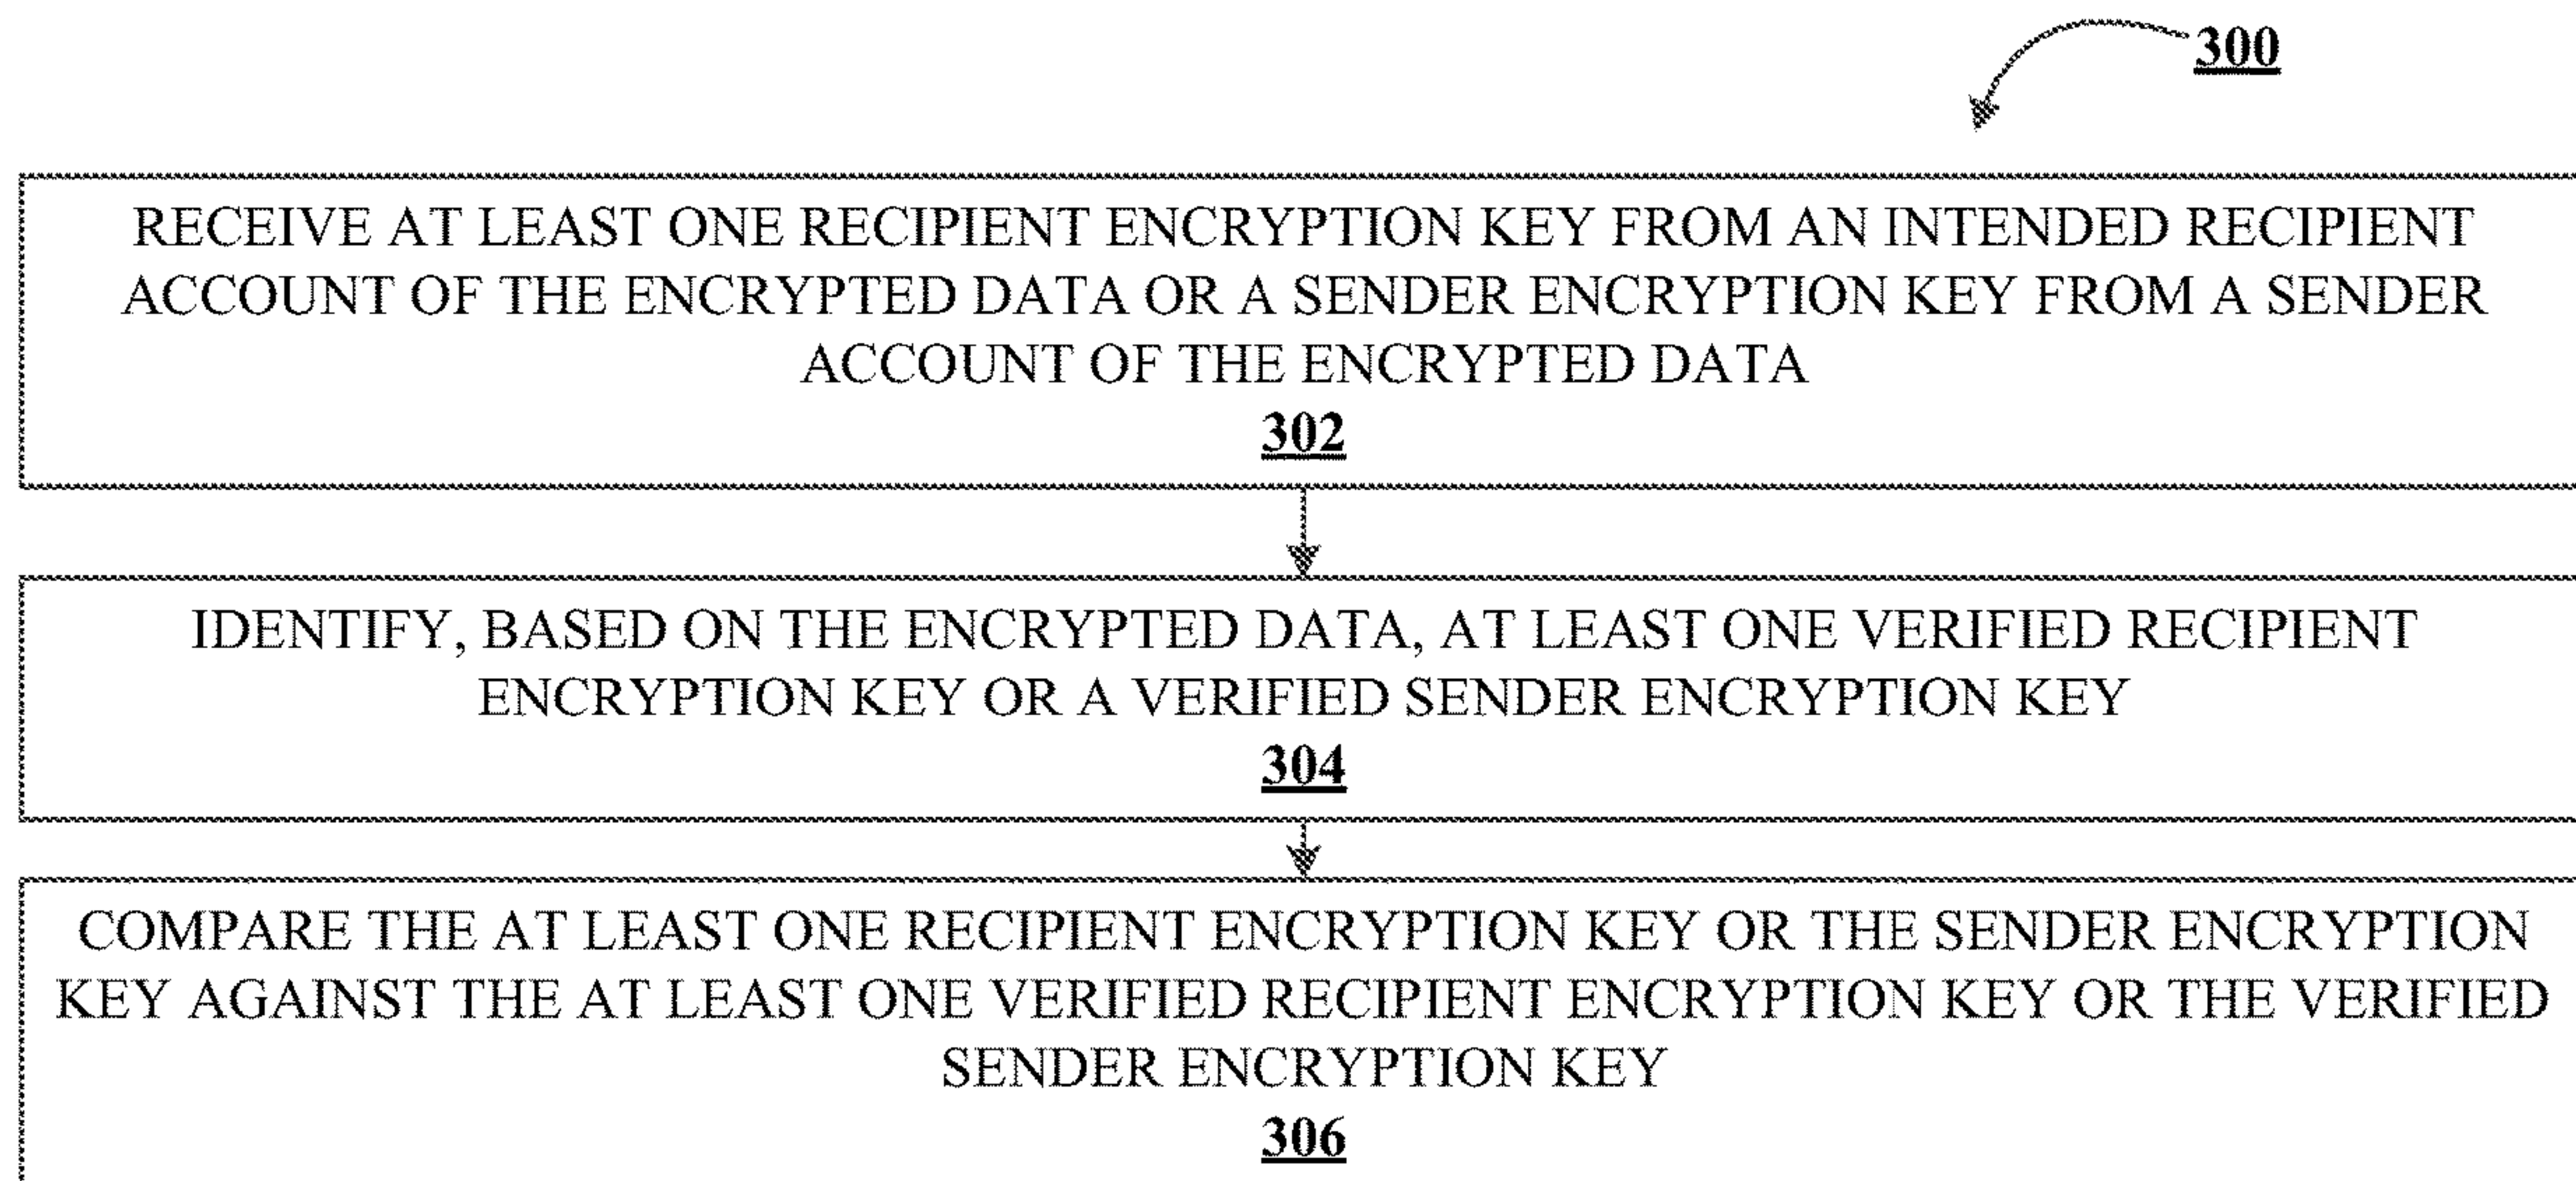 300
RECEIVE AT LEAST ONE RECIPIENT ENCRYPTION KEY FROM AN INTENDED RECIPIENT
ACCOUNT OF THE ENCRYPTED DATA OR A SENDER ENCRYPTION KEY FROM A SENDER
ACCOUNT OF THE ENCRYPTED DATA
302
IDENTIFY, BASED ON THE ENCRYPTED DATA, AT LEAST ONE VERIFIED RECIPIENT
ENCRYPTION KEY OR A VERIFIED SENDER ENCRYPTION KEY
304
COMPARE THE AT LEAST ONE RECIPIENT ENCRYPTION KEY OR THE SENDER ENCRYPTION
KEY AGAINST THE AT LEAST ONE VERIFIED RECIPIENT ENCRYPTION KEY OR THE VERIFIED
SENDER ENCRYPTION KEY
306